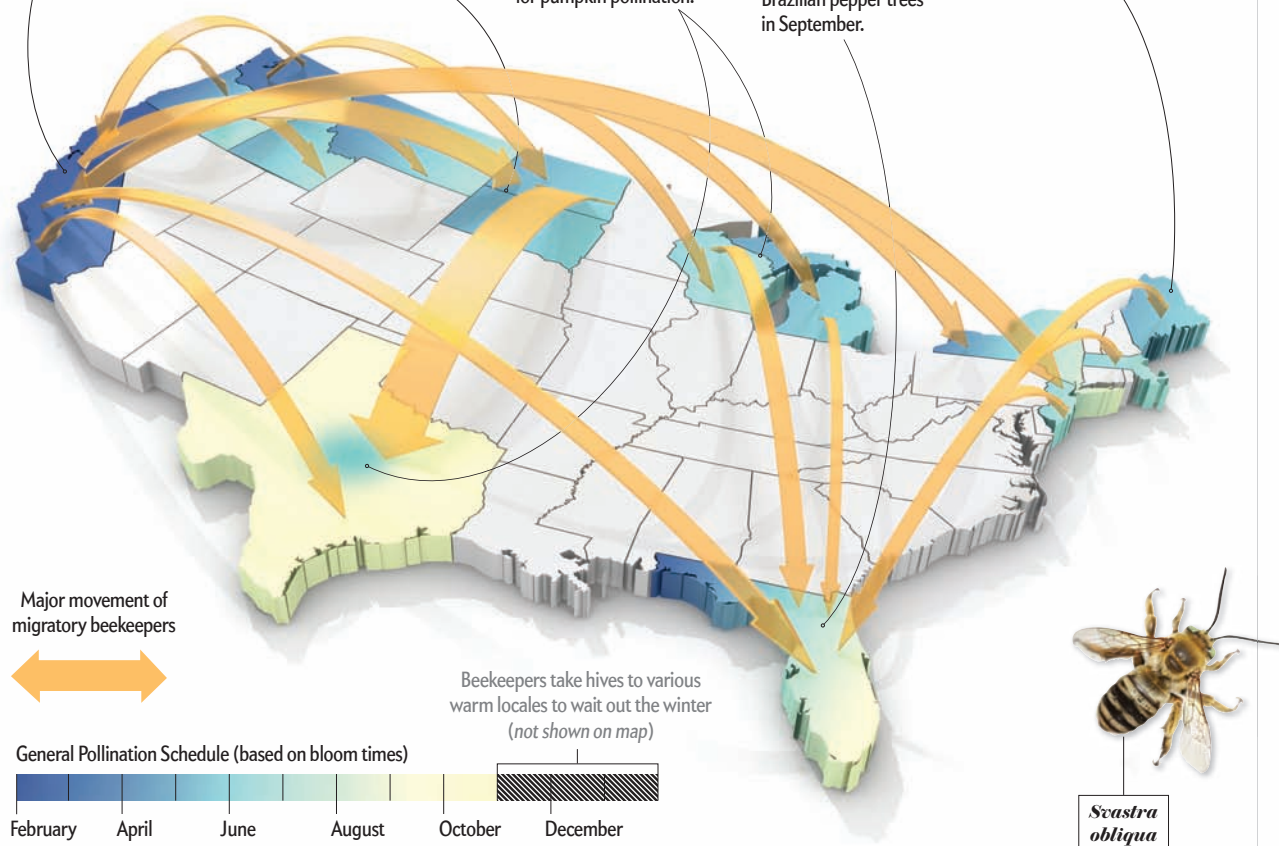 for pumpkin pollination.
Brazilian pepper trees
in September.
Major movement of
migratory beekeepers
Beekeepers take hives to various
warm locales to wait out the winter
(not shown on map)
General Pollination Schedule (based on bloom times)
February April June August October December
Svastra
obliqua